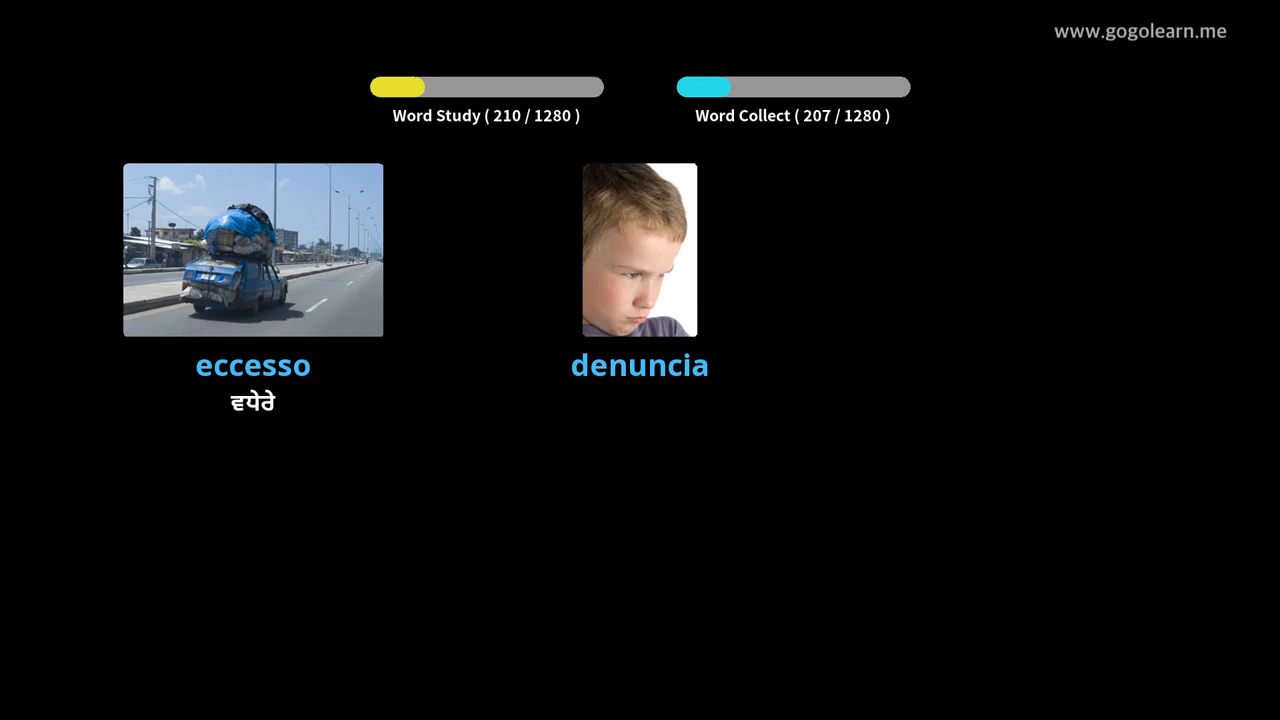 www.gogolearn.me
Word Study ( 210 / 1280 )
Word Collect ( 207 / 1280 )
eccesso
denuncia
ਵਧੇਰੇ